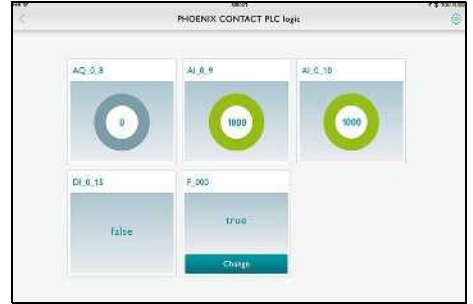 PHOENIX CONTACT PLC logic
AQ_0_8
AI_0_9
AI_0_10
0
1000
1000
DI_0_15
F_000
false
true
Change